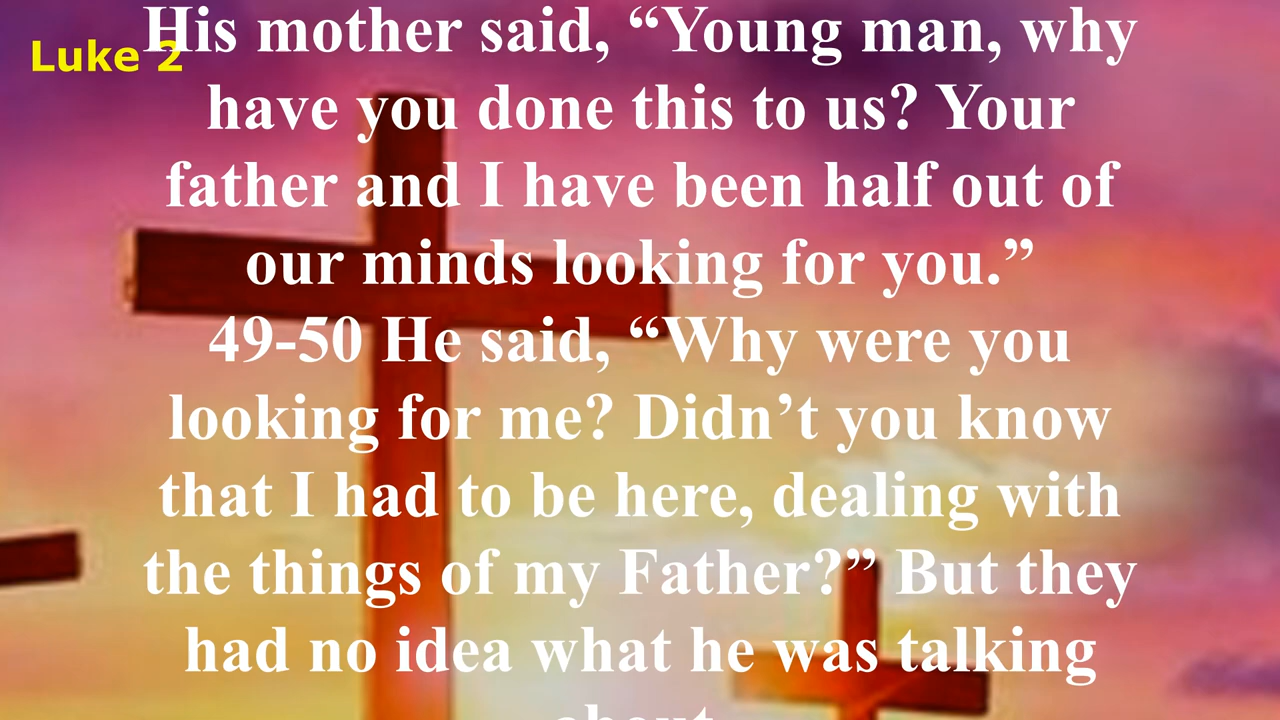 Luke 2
His mother said, “Young man, why
have you done this to us? Your
father and I have been half out of
our minds looking for you.”
49-50 He said, “Why were you
looking for me? Didn’t you know
that I had to be here, dealing with
the things of my Father?” But they
had no idea what he was talking
about